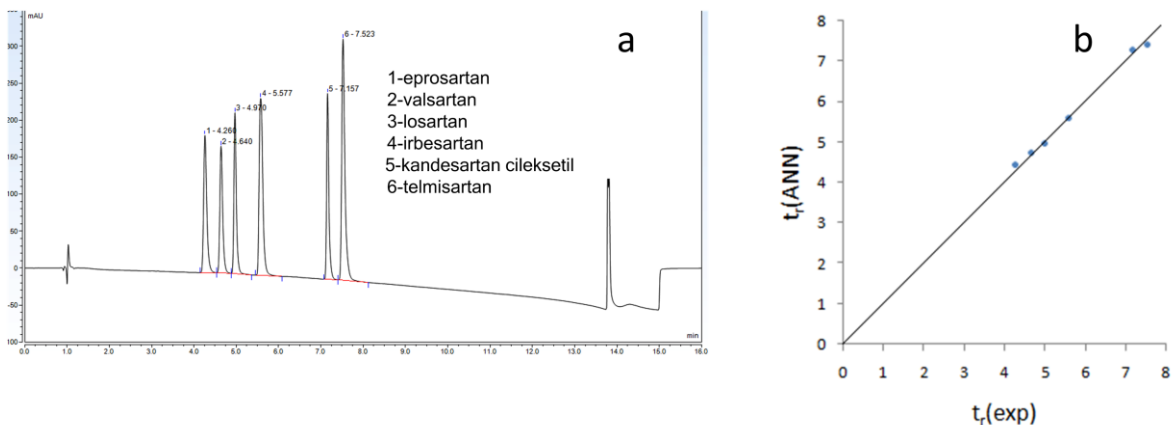 mAU
a
6 - 7.523
5 - 7.157
4 - 5.577
3 - 4.970
1 - 4.260
2 - 4.640
1-eprosartan
2-valsartan
3-losartan
4-irbesartan
5-kandesartan cileksetil
6-telmisartan
300
200
150
100
50
0
-50
min
0.0 1.0 2.0 3.0 4.0 5.0 6.0 7.0 8.0 9.0 10.0 11.0 12.0 13.0 14.0 15.0 16.0
b
tr(ANN)
8
7
6
5
4
3
2
1
0
0 1 2 3 4 5 6 7 8
tr(exp)